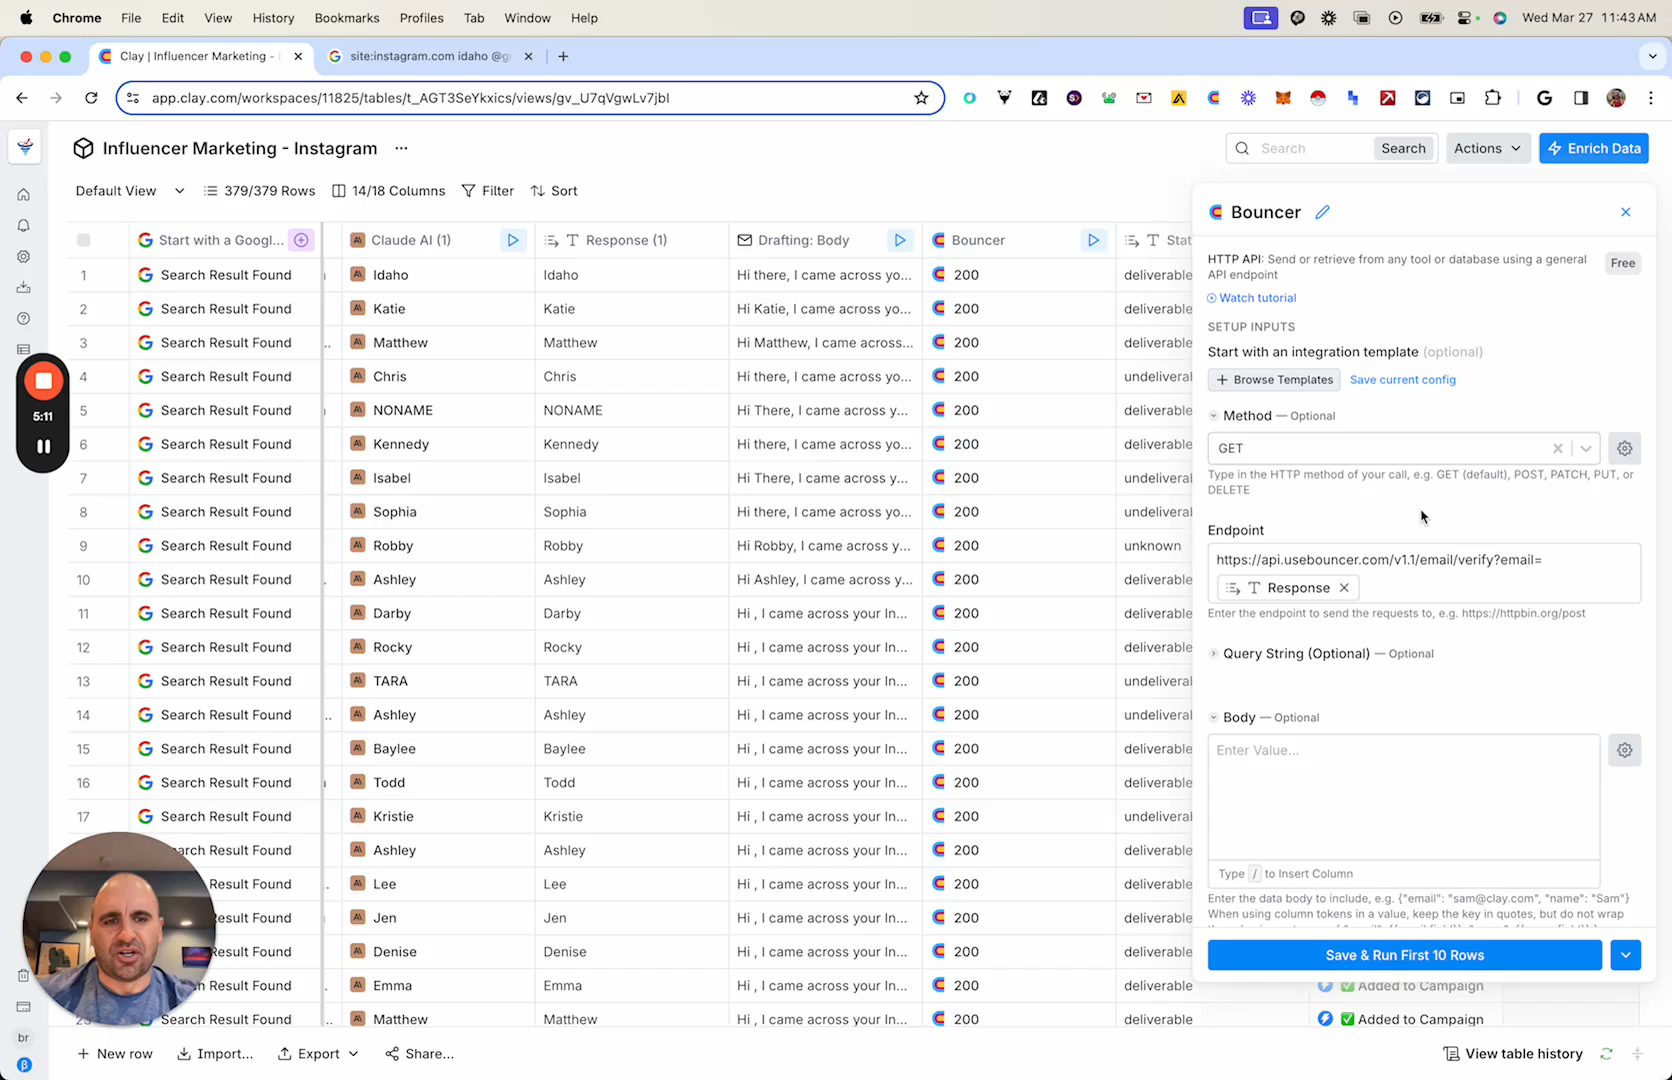 Chrome File Edit View History Bookmarks Profiles Tab Window Help Wed Mar 27 11:43 AM
Clay | Influencer Marketing - site:instagram.com idaho @g
app.clay.com/workspaces/11825/tables/t_AGT3SeYkxics/views/gv_U7qVgwLv7jbl
Influencer Marketing - Instagram ··· Search Search Actions Enrich Data
Default View 379/379 Rows 14/18 Columns Filter Sort
Start with a Googl... Claude AI (1) T Response (1) Drafting: Body Bouncer T Stat
1 Search Result Found Idaho Idaho Hi there, I came across yo... 200 deliverable
2 Search Result Found Katie Katie Hi Katie, I came across yo... 200 deliverable
3 Search Result Found .. Matthew Matthew Hi Matthew, I came across... 200 deliverable
4 Search Result Found Chris Chris Hi there, I came across yo... 200 undeliveral
5 Search Result Found NONAME NONAME Hi There, I came across y... 200 deliverable
6 Search Result Found Kennedy Kennedy Hi there, I came across yo... 200 deliverable
7 Search Result Found Isabel Isabel Hi there, I came across y... 200 undeliveral
8 Search Result Found Sophia Sophia Hi there, I came across yo... 200 undeliveral
9 Search Result Found Robby Robby Hi Robby, I came across y... 200 unknown
10 Search Result Found Ashley Ashley Hi Ashley, I came across y... 200 deliverable
11 Search Result Found Darby Darby Hi , I came across your In... 200 deliverable
12 Search Result Found Rocky Rocky Hi , I came across your In... 200 deliverable
13 Search Result Found TARA TARA Hi , I came across your In... 200 undeliveral
14 Search Result Found .. Ashley Ashley Hi , I came across your In... 200 undeliveral
15 Search Result Found Baylee Baylee Hi , I came across your In... 200 deliverable
16 Search Result Found Todd Todd Hi , I came across your In... 200 deliverable
17 Search Result Found Kristie Kristie Hi , I came across your In... 200 undeliveral
arch Result Found Ashley Ashley Hi , I came across your In... 200 deliverable
Result Found .. Lee Lee Hi , I came across your In... 200 deliverable
Result Found Jen Jen Hi , I came across your In... 200 deliverable
Result Found Denise Denise Hi , I came across your In... 200 deliverable
Result Found Emma Emma Hi , I came across your In... 200 deliverable Added to Campaign
23 arch Result Found Matthew Matthew Hi , I came across your In... 200 deliverable Added to Campaign
5:11
br
β
Bouncer
HTTP API: Send or retrieve from any tool or database using a general
API endpoint
Free
Watch tutorial
SETUP INPUTS
Start with an integration template (optional)
+ Browse Templates Save current config
Method — Optional
GET
Type in the HTTP method of your call, e.g. GET (default), POST, PATCH, PUT, or
DELETE
Endpoint
https://api.usebouncer.com/v1.1/email/verify?email=
T Response
Enter the endpoint to send the requests to, e.g. https://httpbin.org/post
Query String (Optional) — Optional
Body — Optional
Enter Value...
Type / to Insert Column
Enter the data body to include, e.g. {"email": "sam@clay.com", "name": "Sam"}
When using column tokens in a value, keep the key in quotes, but do not wrap
Save & Run First 10 Rows
+ New row Import... Export Share... View table history